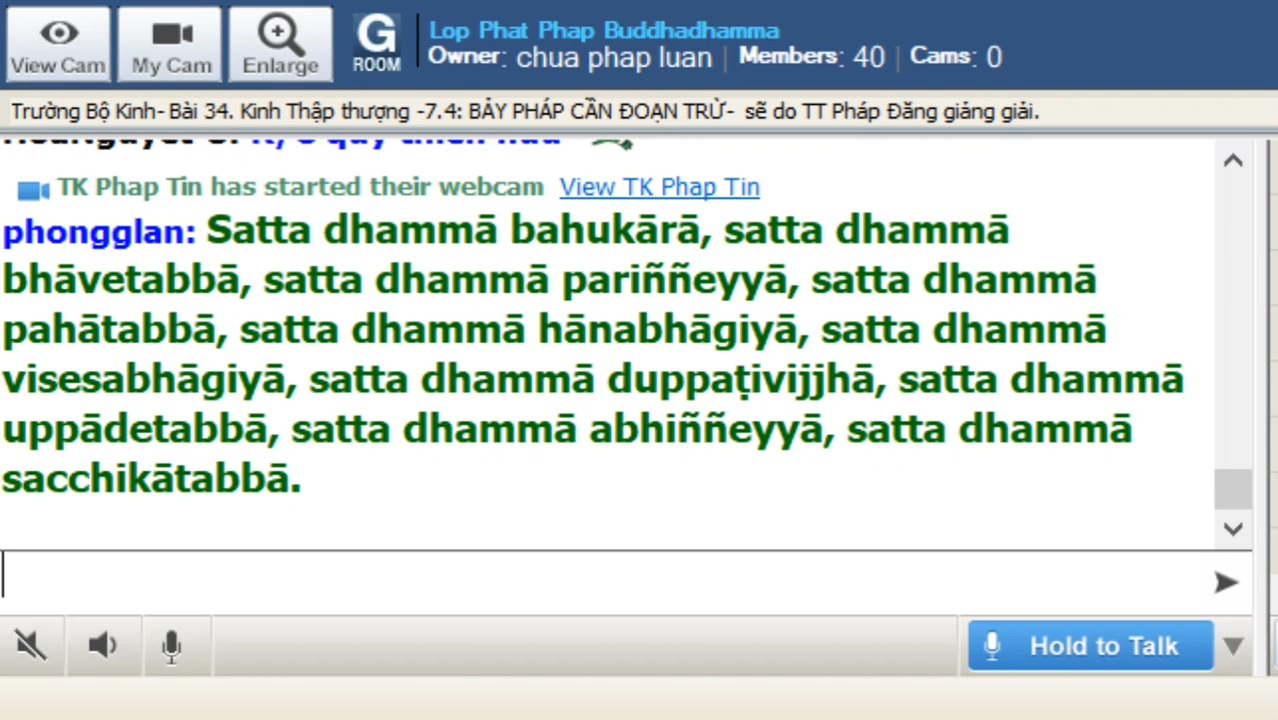 Lop Phat Phap Buddhadhamma
Owner: chua phap luan | Members: 40 | Cams: 0
View Cam
My Cam
Enlarge
G
ROOM
Trường Bộ Kinh- Bài 34. Kinh Thập thượng -7.4: BẢY PHÁP CẦN ĐOẠN TRỪ- sẽ do TT Pháp Đăng giảng giải.
TK Phap Tin has started their webcam View TK Phap Tin
phongglan: Satta dhammā bahukārā, satta dhammā
bhāvetabbā, satta dhammā pariññeyyā, satta dhammā
pahātabbā, satta dhammā hānabhāgiyā, satta dhammā
visesabhāgiyā, satta dhammā duppaṭivijjhā, satta dhammā
uppādetabbā, satta dhammā abhiññeyyā, satta dhammā
sacchikātabbā.
Hold to Talk